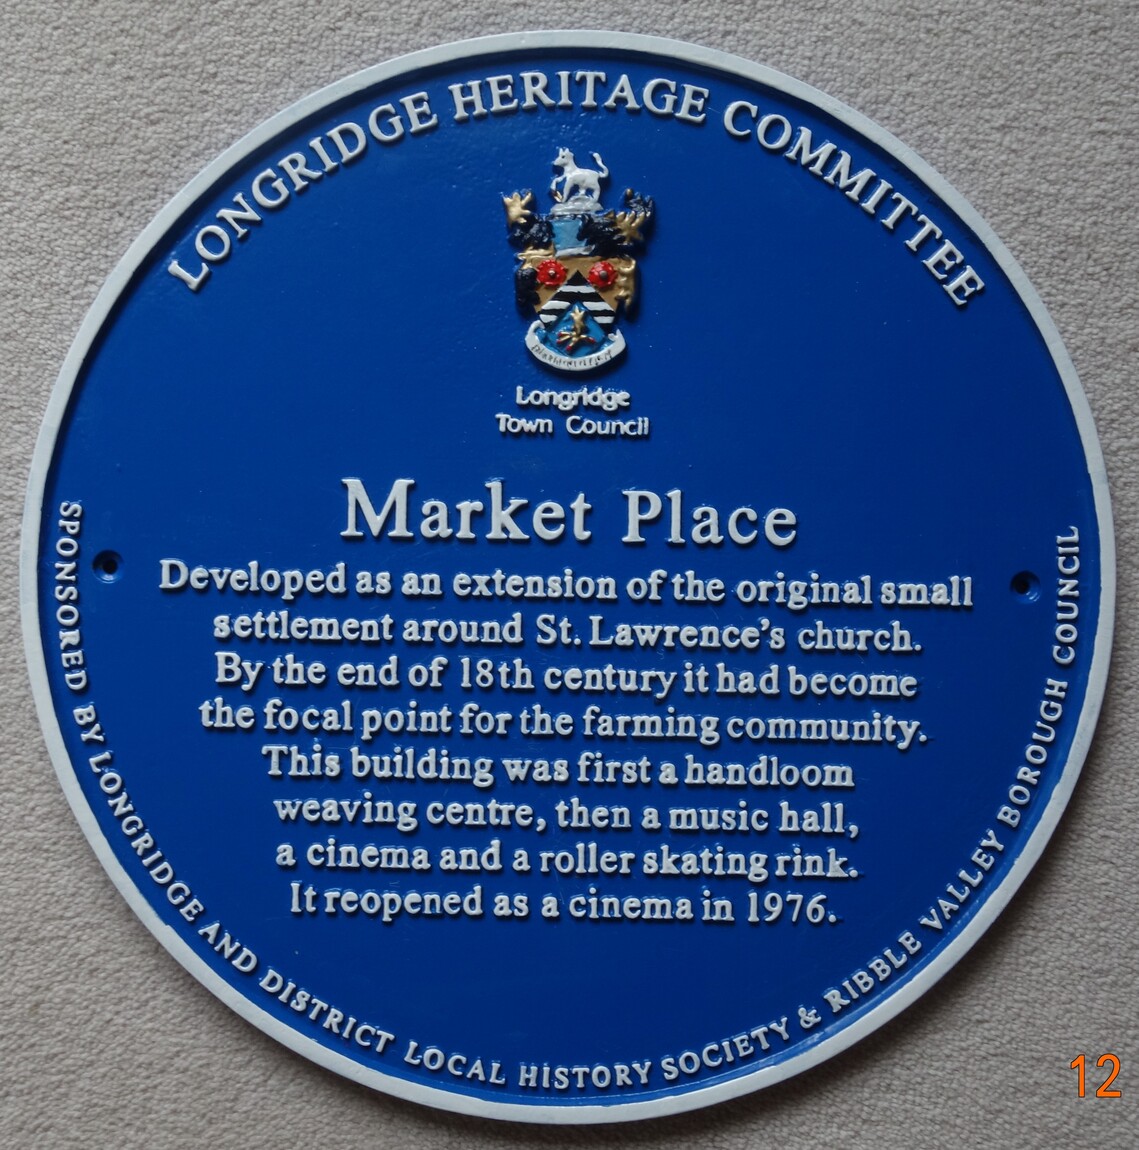 LONGRIDGE HERITAGE COMMITTEE
Longridge
Town Council
Market Place
Developed as an extension of the original small
settlement around St. Lawrence's church.
By the end of 18th century it had become
the focal point for the farming community.
This building was first a handloom
weaving centre, then a music hall,
a cinema and a roller skating rink.
It reopened as a cinema in 1976.
SPONSORED BY LONGRIDGE AND DISTRICT LOCAL HISTORY SOCIETY & RIBBLE VALLEY BOROUGH COUNCIL
12